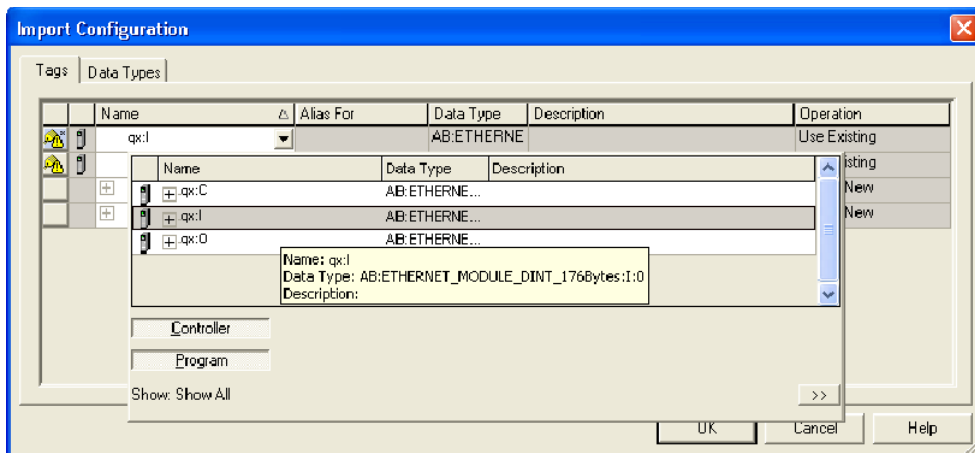 Import Configuration
Tags Data Types
Name Alias For Data Type Description Operation
qx:I AB:ETHERNE Use Existing
Name Data Type Description isting
qx:C AB:ETHERNE... New
qx:I AB:ETHERNE... New
qx:O AB:ETHERNE...
Name: qx:I
Data Type: AB:ETHERNET_MODULE_DINT_176Bytes:I:0
Description:
Controller
Program
Show: Show All >>
OK Cancel Help